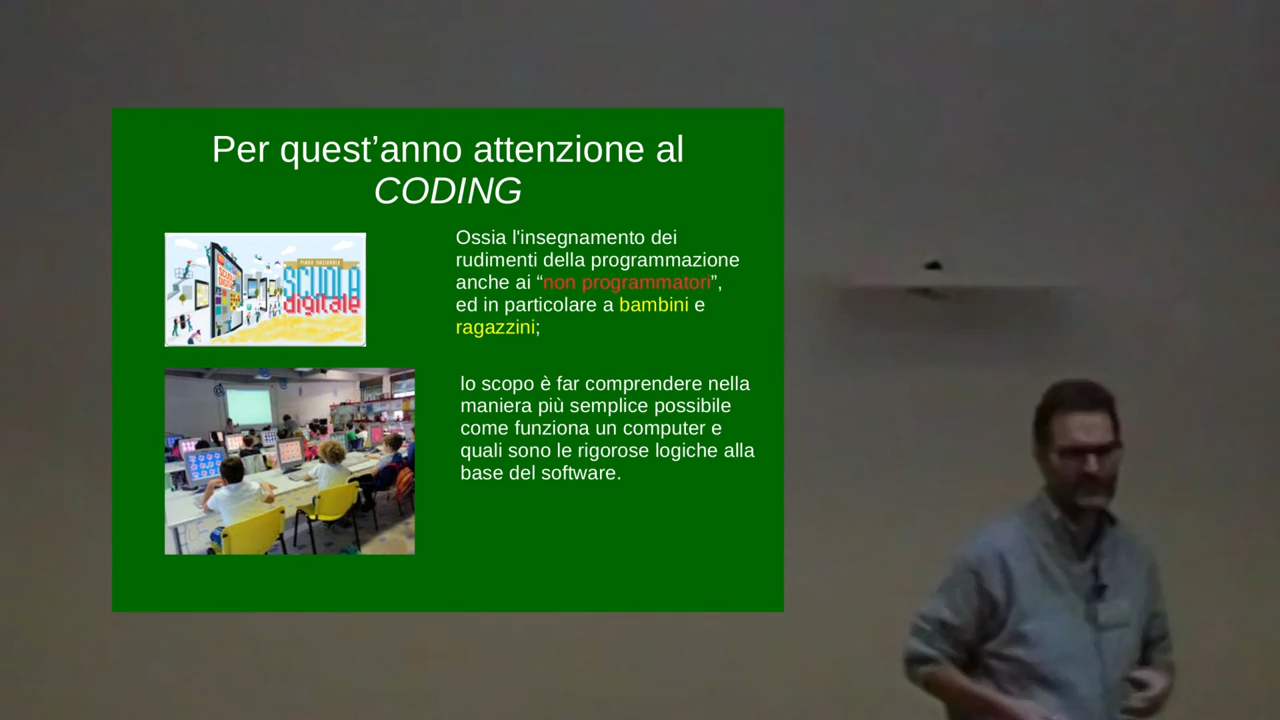 Per quest’anno attenzione al
CODING
PIANO NAZIONALE
SCUOLA
digitale
Ossia l'insegnamento dei
rudimenti della programmazione
anche ai “non programmatori”,
ed in particolare a bambini e
ragazzini;
lo scopo è far comprendere nella
maniera più semplice possibile
come funziona un computer e
quali sono le rigorose logiche alla
base del software.